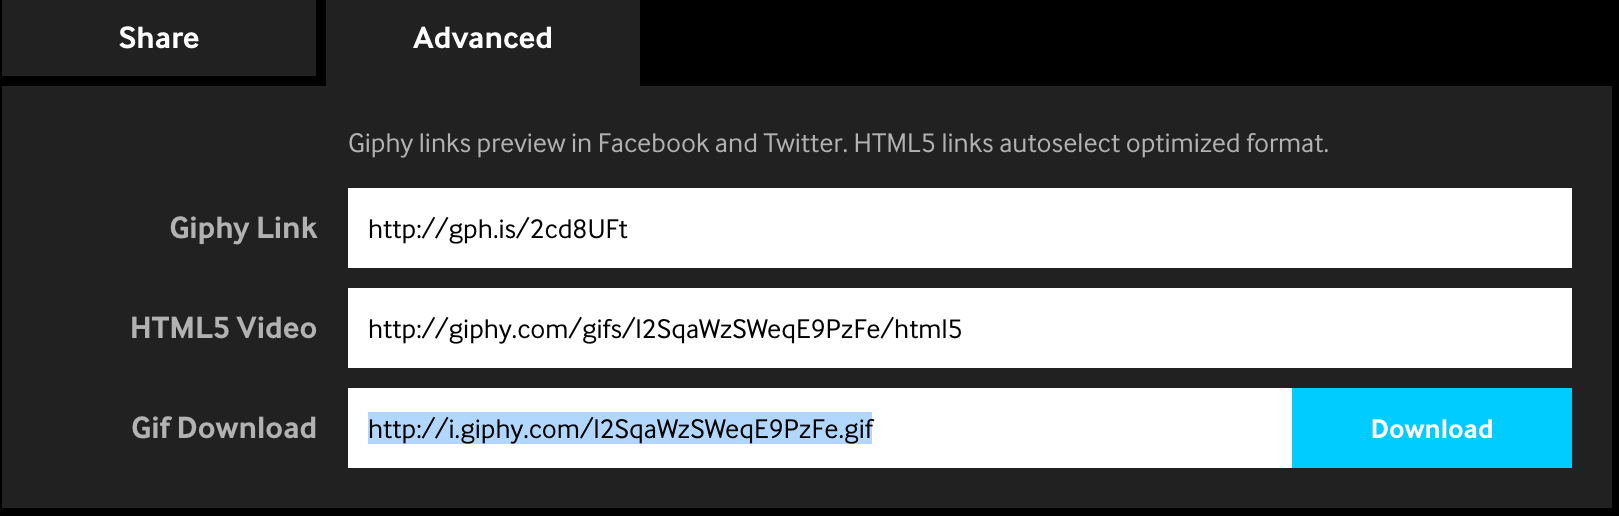 Share Advanced
Giphy links preview in Facebook and Twitter. HTML5 links autoselect optimized format.
Giphy Link http://gph.is/2cd8UFt
HTML5 Video http://giphy.com/gifs/l2SqaWzSWeqE9PzFe/html5
Gif Download http://i.giphy.com/l2SqaWzSWeqE9PzFe.gif Download